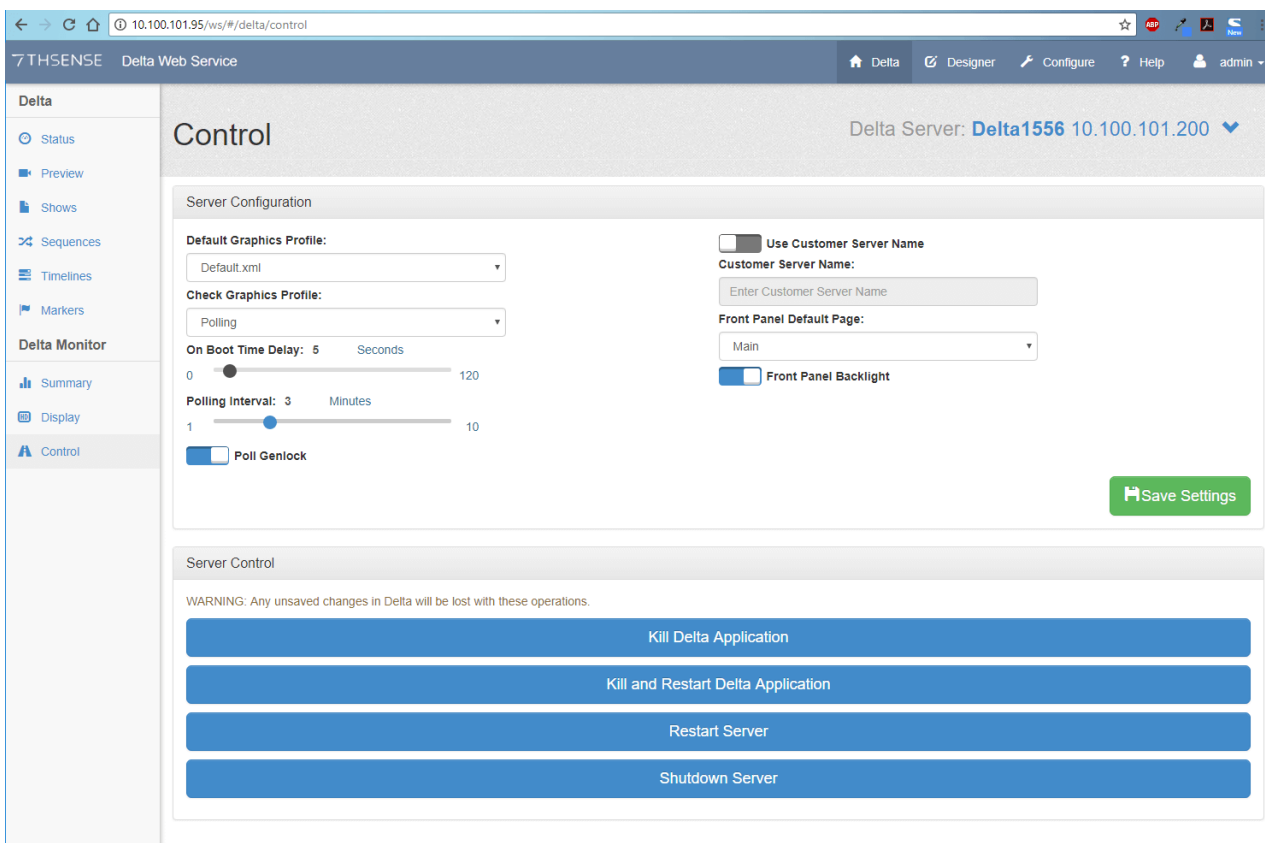 10.100.101.95/ws/#/delta/control
ABP
New
7THSENSE Delta Web Service
Delta Designer Configure ? Help admin
Delta
Status
Preview
Shows
Sequences
Timelines
Markers
Delta Monitor
Summary
HD Display
Control
Control
Delta Server: Delta1556 10.100.101.200
Server Configuration
Default Graphics Profile:
Default.xml
Check Graphics Profile:
Polling
On Boot Time Delay: 5 Seconds
0 120
Polling Interval: 3 Minutes
1 10
Poll Genlock
Use Customer Server Name
Customer Server Name:
Enter Customer Server Name
Front Panel Default Page:
Main
Front Panel Backlight
Save Settings
Server Control
WARNING: Any unsaved changes in Delta will be lost with these operations.
Kill Delta Application
Kill and Restart Delta Application
Restart Server
Shutdown Server